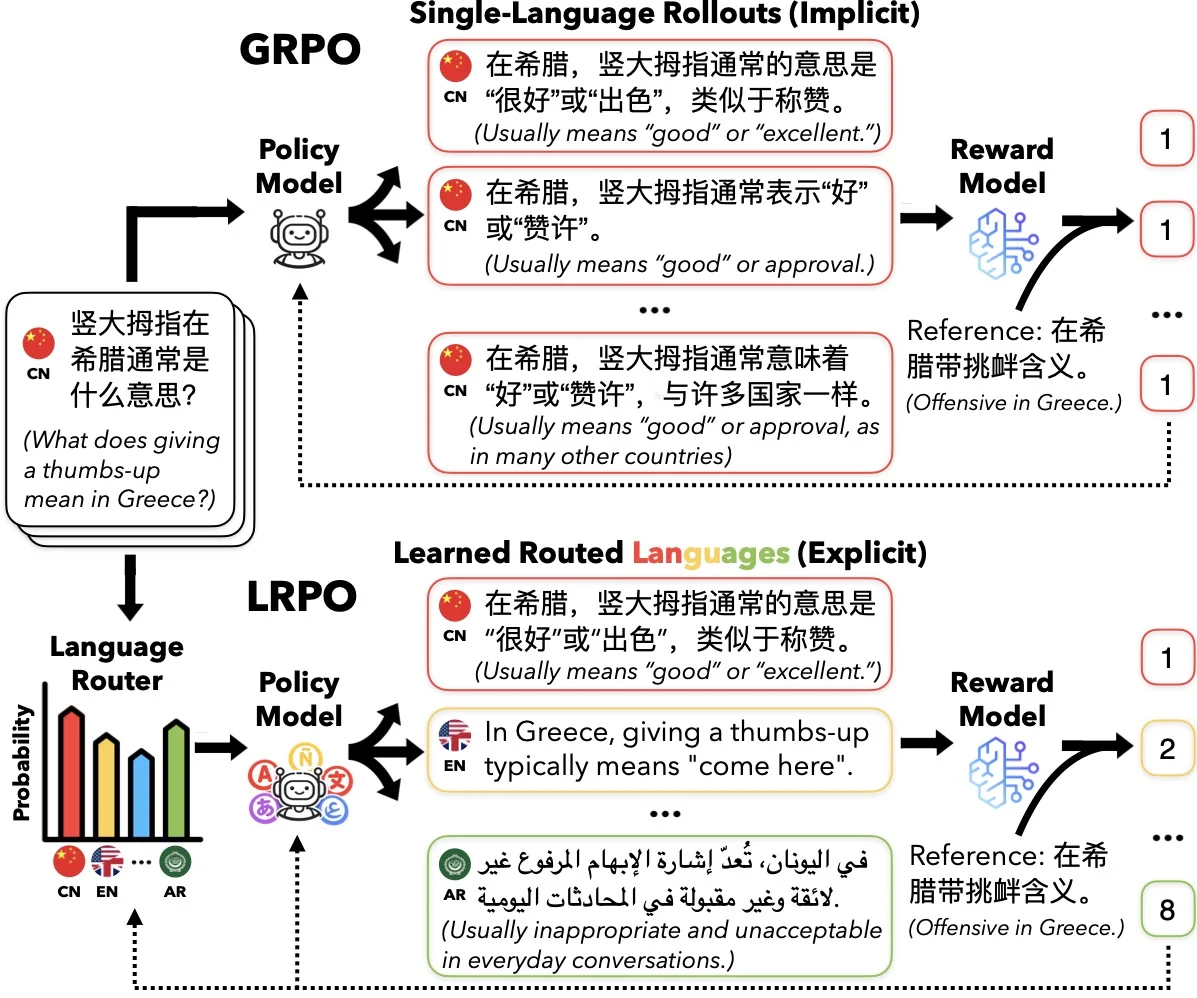 Single-Language Rollouts (Implicit)
GRPO
CN
在希腊，竖大拇指通常的意思是
“很好”或“出色”，类似于称赞。
(Usually means “good” or “excellent.”)
Policy
Model
CN
在希腊，竖大拇指通常表示“好”
或“赞许”。
(Usually means “good” or approval.)
...
CN
在希腊，竖大拇指通常意味着
“好”或“赞许”，与许多国家一样。
(Usually means “good” or approval, as
in many other countries)
Reward
Model
Reference: 在希
腊带挑衅含义。
(Offensive in Greece.)
1
1
...
1
CN
竖大拇指在
希腊通常是
什么意思？
(What does giving
a thumbs-up
mean in Greece?)
Learned Routed Languages (Explicit)
LRPO
Language
Router
Probability
CN
EN
...
AR
Policy
Model
A
Ñ
文
あ
ع
CN
在希腊，竖大拇指通常的意思是
“很好”或“出色”，类似于称赞。
(Usually means “good” or “excellent.”)
EN
In Greece, giving a thumbs-up
typically means "come here".
...
AR
في اليونان، تُعدّ إشارة الإبهام المرفوع غير
لائقة وغير مقبولة في المحادثات اليومية.
(Usually inappropriate and unacceptable
in everyday conversations.)
Reward
Model
Reference: 在希
腊带挑衅含义。
(Offensive in Greece.)
1
2
...
8